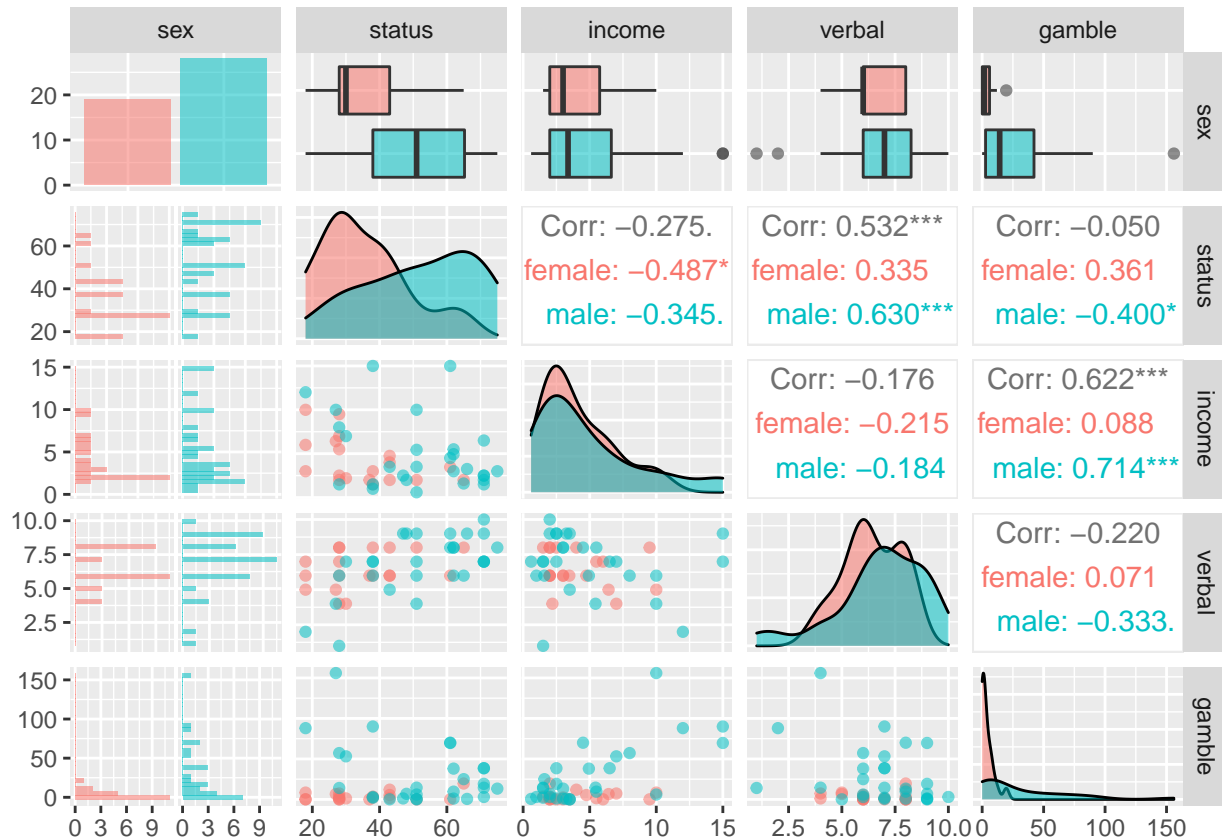 sex status income verbal gamble
20
10
0
sex
60
40
20
Corr: −0.275. Corr: 0.532*** Corr: −0.050
female: −0.487* female: 0.335 female: 0.361
male: −0.345. male: 0.630*** male: −0.400*
status
15
10
5
0
Corr: −0.176 Corr: 0.622***
female: −0.215 female: 0.088
male: −0.184 male: 0.714***
income
10.0
7.5
5.0
2.5
Corr: −0.220
female: 0.071
male: −0.333.
verbal
150
100
50
0
gamble
0 3 6 9 0 3 6 9 20 40 60 0 5 10 15 2.5 5.0 7.5 10.0 0 50 100 150